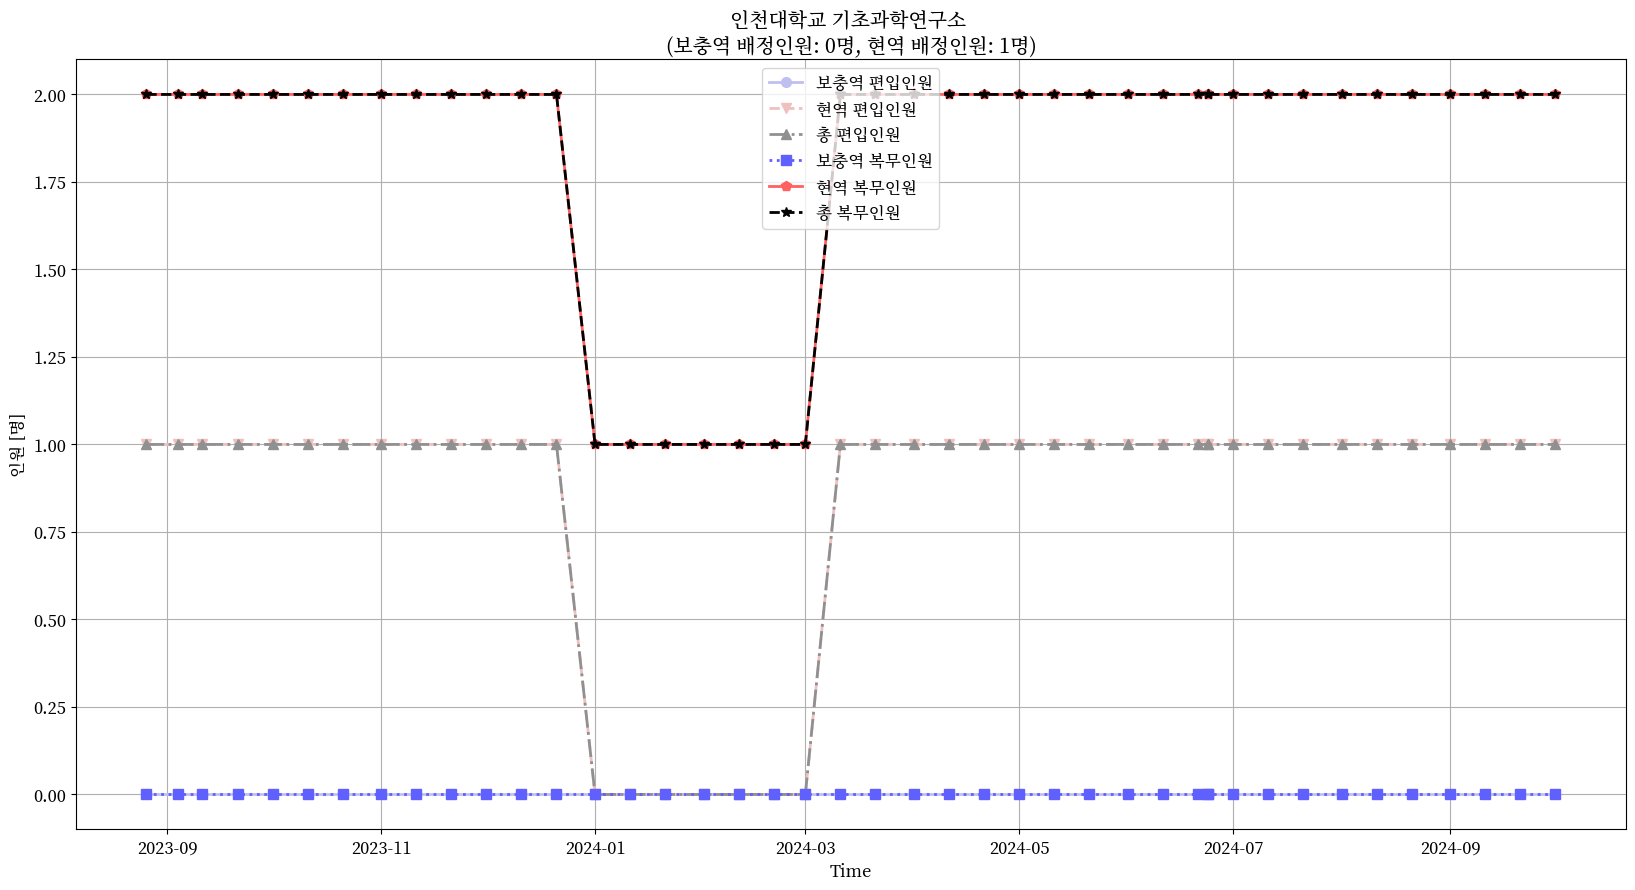 인천대학교 기초과학연구소
(보충역 배정인원: 0명, 현역 배정인원: 1명)
보충역 편입인원
현역 편입인원
총 편입인원
보충역 복무인원
현역 복무인원
총 복무인원
2.00
1.75
1.50
1.25
1.00
0.75
0.50
0.25
0.00
인원 [명]
2023-09
2023-11
2024-01
2024-03
2024-05
2024-07
2024-09
Time